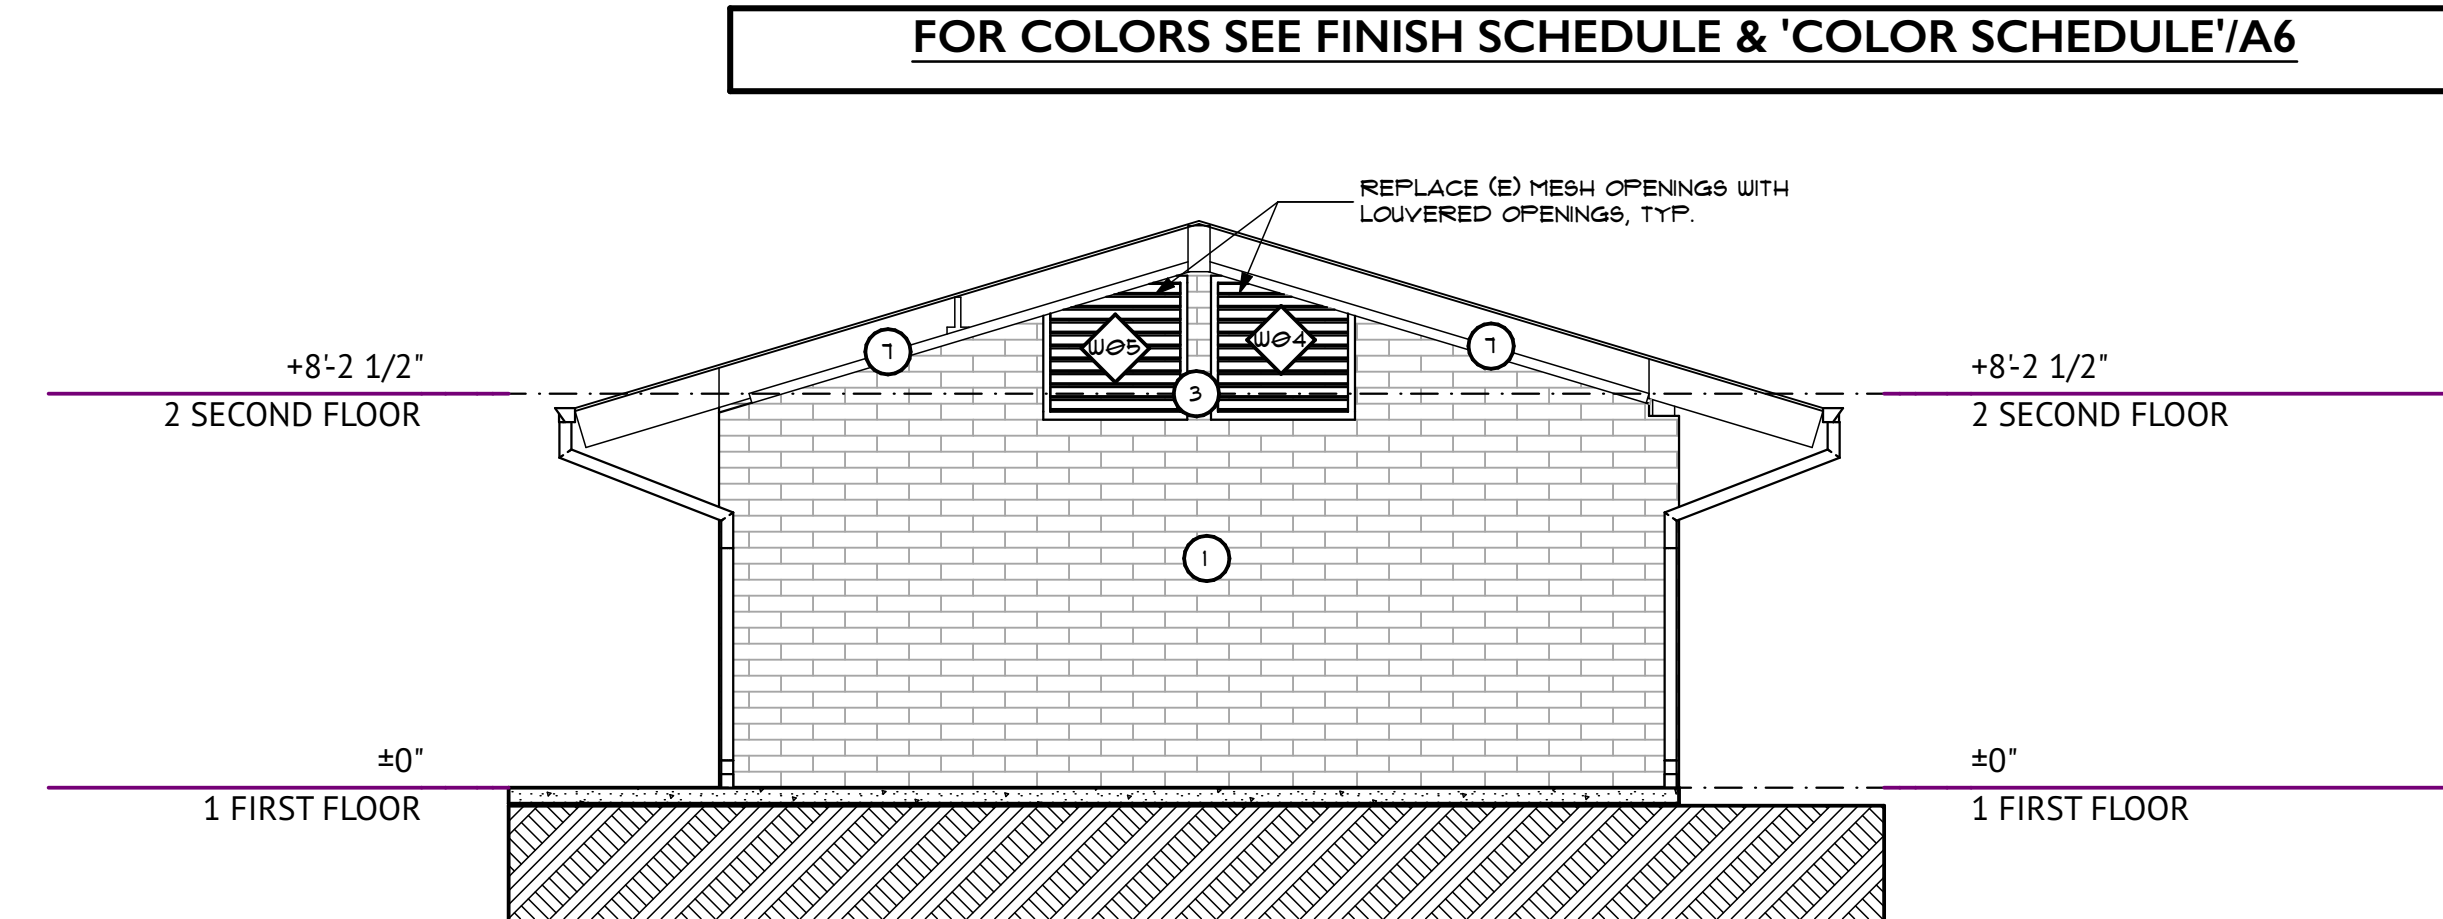 FOR COLORS SEE FINISH SCHEDULE & 'COLOR SCHEDULE'/A6
REPLACE (E) MESH OPENINGS WITH
LOUVERED OPENINGS, TYP.
W05
W04
7
7
+8'-2 1/2"
2 SECOND FLOOR
3
+8'-2 1/2"
2 SECOND FLOOR
1
±0"
1 FIRST FLOOR
±0"
1 FIRST FLOOR